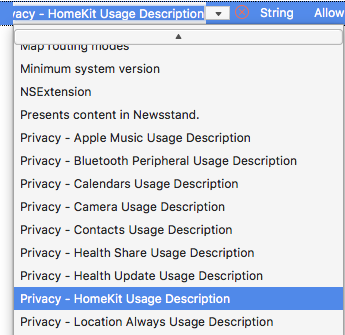 vacy - HomeKit Usage Description String Allow
Map routing modes
Minimum system version
NSExtension
Presents content in Newsstand.
Privacy - Apple Music Usage Description
Privacy - Bluetooth Peripheral Usage Description
Privacy - Calendars Usage Description
Privacy - Camera Usage Description
Privacy - Contacts Usage Description
Privacy - Health Share Usage Description
Privacy - Health Update Usage Description
Privacy - HomeKit Usage Description
Privacy - Location Always Usage Description